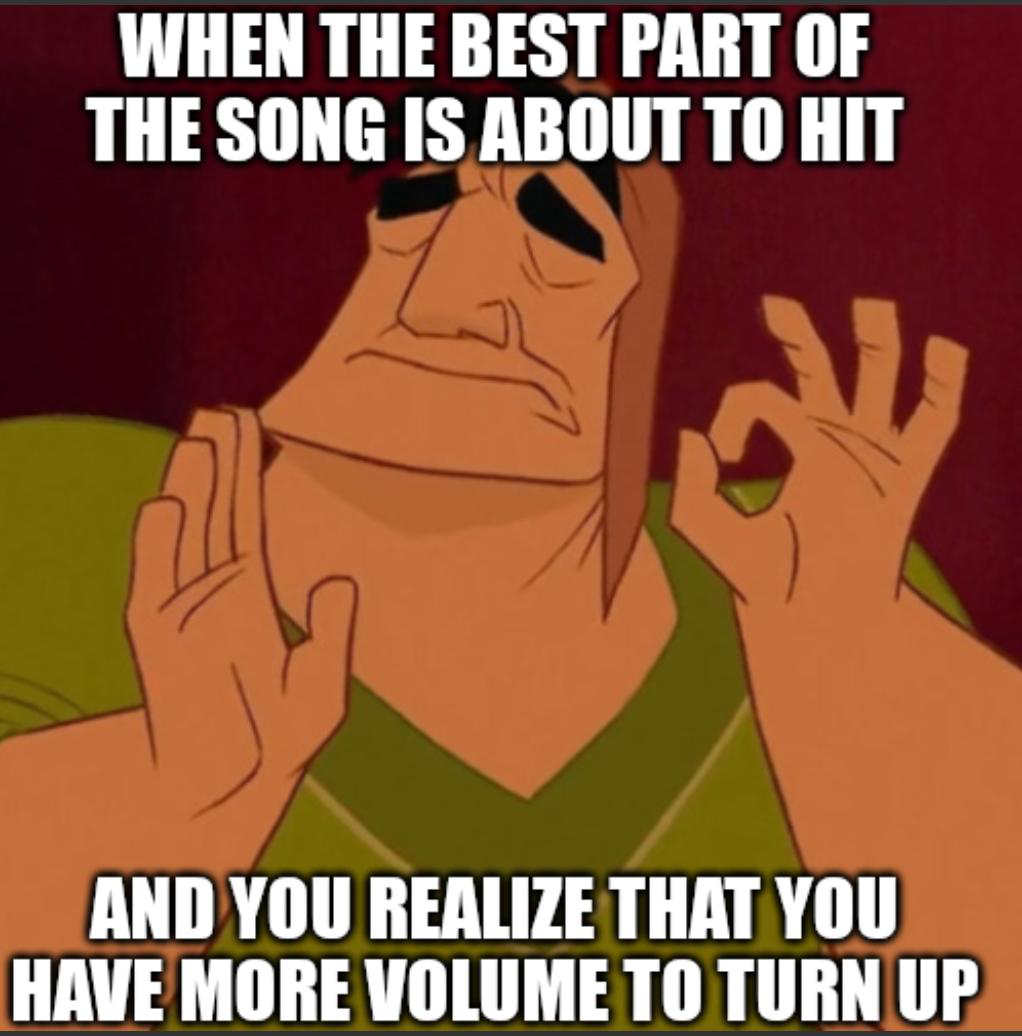 WHEN THE BEST PART OF
THE SONG IS ABOUT TO HIT
AND YOU REALIZE THAT YOU
HAVE MORE VOLUME TO TURN UP